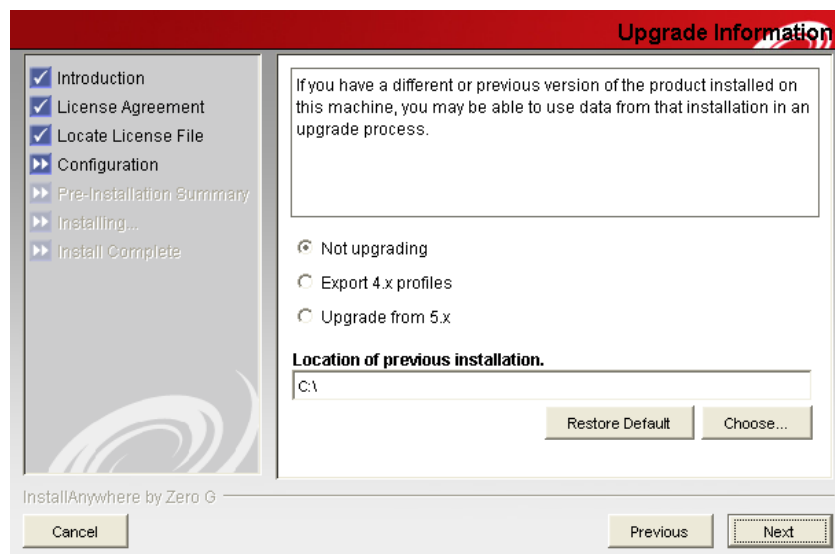 Upgrade Information
Introduction
License Agreement
Locate License File
Configuration
Pre-Installation Summary
Installing...
Install Complete
If you have a different or previous version of the product installed on
this machine, you may be able to use data from that installation in an
upgrade process.
Not upgrading
Export 4.x profiles
Upgrade from 5.x
Location of previous installation.
C:\
Restore Default
Choose...
InstallAnywhere by Zero G
Cancel
Previous
Next